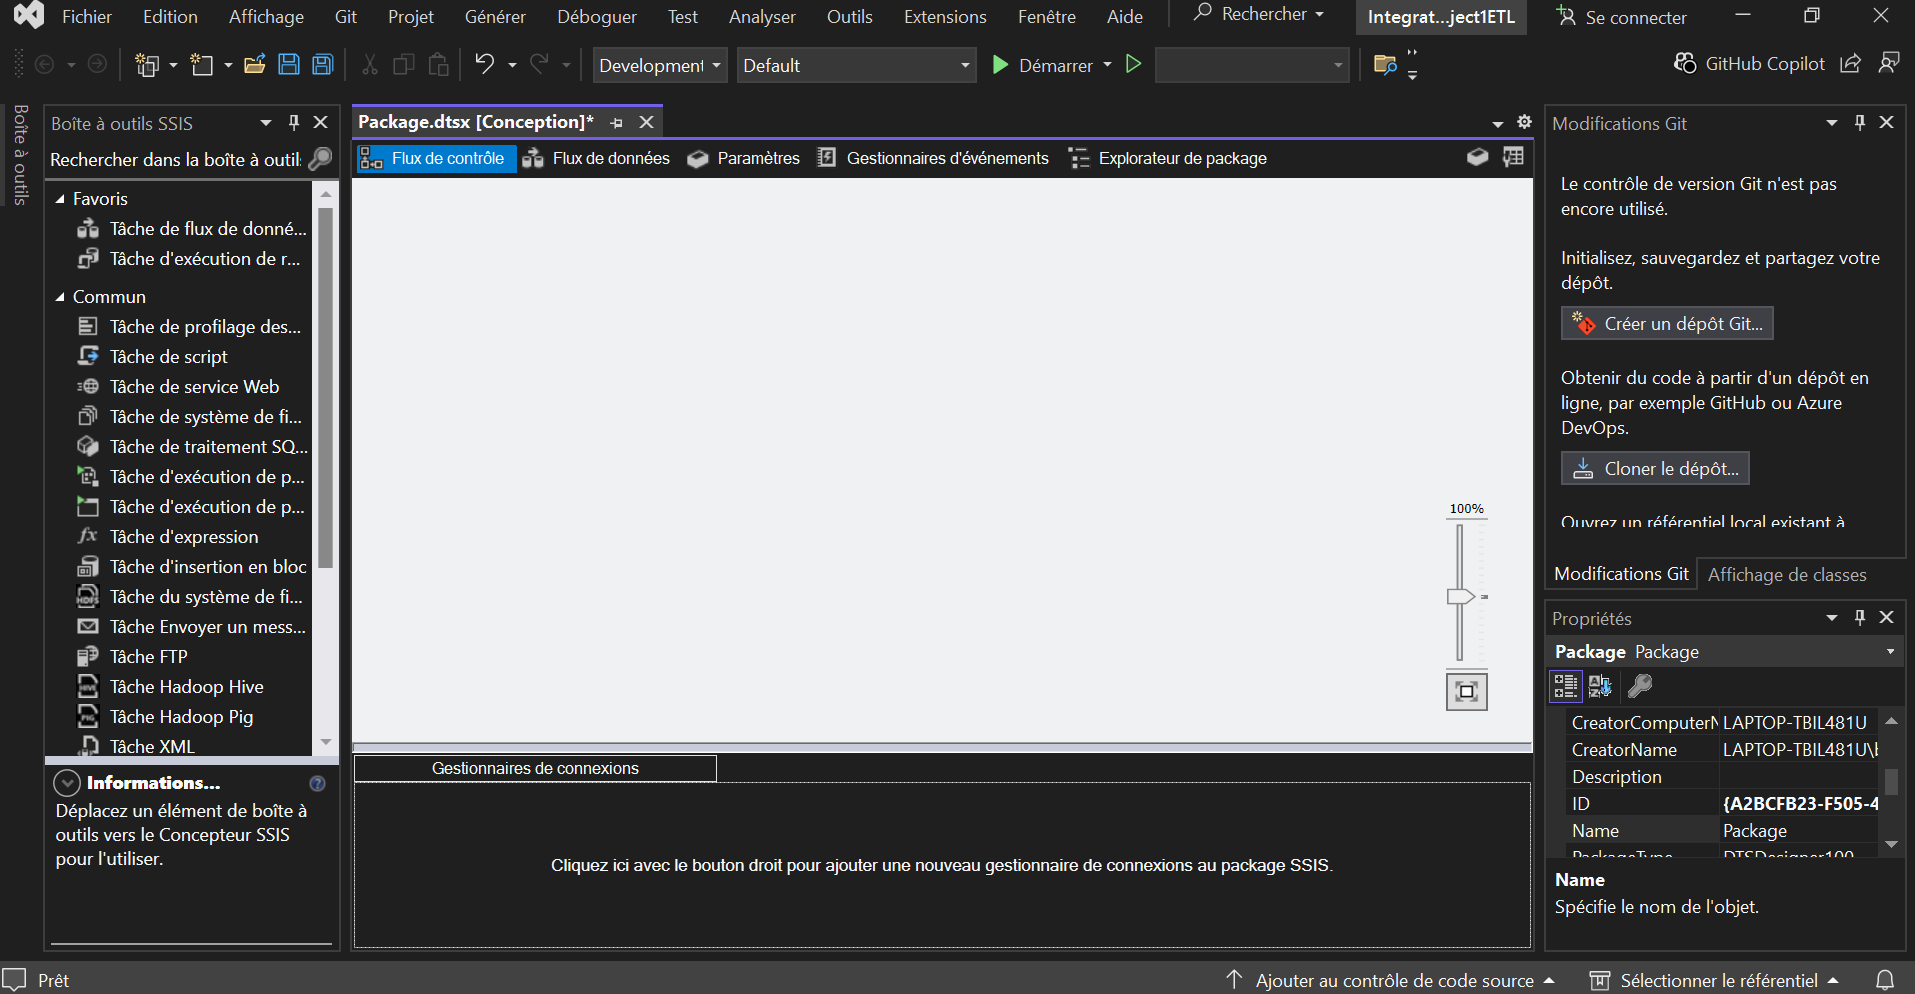 Fichier Edition Affichage Git Projet Générer Déboguer Test Analyser Outils Extensions Fenêtre Aide Rechercher Integrat...ject1ETL Se connecter
Development Default Démarrer GitHub Copilot
Boîte à outils
Boîte à outils SSIS
Rechercher dans la boîte à outils
Favoris
Tâche de flux de donné...
Tâche d'exécution de r...
Commun
Tâche de profilage des...
Tâche de script
Tâche de service Web
Tâche de système de fi...
Tâche de traitement SQ...
Tâche d'exécution de p...
Tâche d'exécution de p...
Tâche d'expression
Tâche d'insertion en bloc
Tâche du système de fi...
Tâche Envoyer un mess...
Tâche FTP
Tâche Hadoop Hive
Tâche Hadoop Pig
Tâche XML
Informations...
Déplacez un élément de boîte à
outils vers le Concepteur SSIS
pour l'utiliser.
Package.dtsx [Conception]*
Flux de contrôle Flux de données Paramètres Gestionnaires d'événements Explorateur de package
100%
Gestionnaires de connexions
Cliquez ici avec le bouton droit pour ajouter une nouveau gestionnaire de connexions au package SSIS.
Modifications Git
Le contrôle de version Git n'est pas
encore utilisé.
Initialisez, sauvegardez et partagez votre
dépôt.
Créer un dépôt Git...
Obtenir du code à partir d'un dépôt en
ligne, par exemple GitHub ou Azure
DevOps.
Cloner le dépôt...
Ouvrez un référentiel local existant à
Modifications Git Affichage de classes
Propriétés
Package Package
CreatorComputerN LAPTOP-TBIL481U
CreatorName LAPTOP-TBIL481U\
Description
ID {A2BCFB23-F505-4
Name Package
PackageType DTSDesigner100
Name
Spécifie le nom de l'objet.
Prêt
Ajouter au contrôle de code source Sélectionner le référentiel